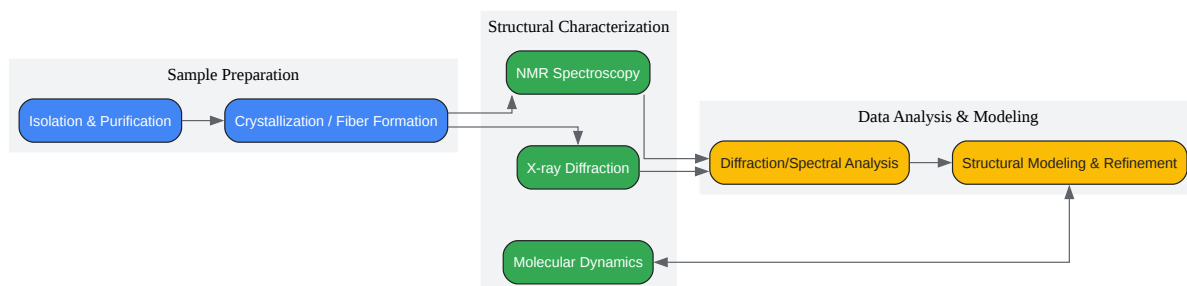 Structural Characterization
Sample Preparation
NMR Spectroscopy
Isolation & Purification
Crystallization / Fiber Formation
Data Analysis & Modeling
X-ray Diffraction
Diffraction/Spectral Analysis
Structural Modeling & Refinement
Molecular Dynamics